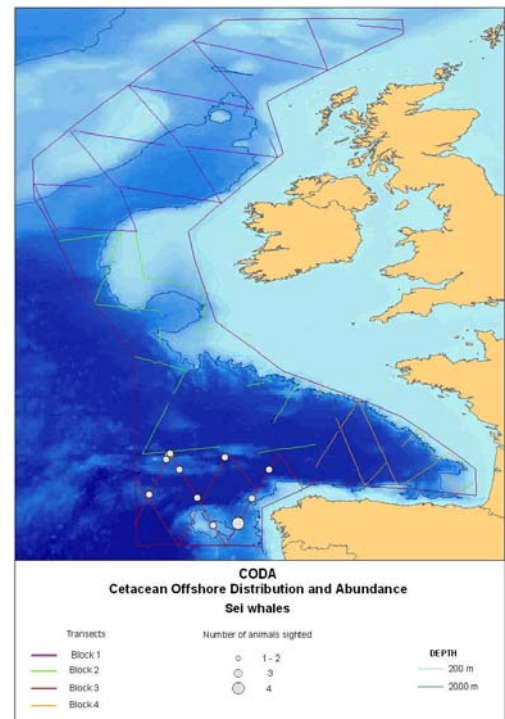 CODA
Cetacean Offshore Distribution and Abundance
Sei whales
Transects
Block 1
Block 2
Block 3
Block 4
Number of animals sighted
1 - 2
3
4
DEPTH
200 m
2000 m